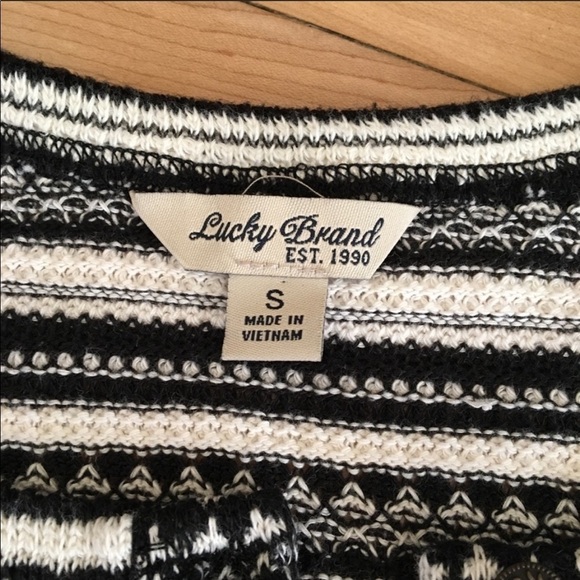 Lucky Brand
EST. 1990
S
MADE IN
VIETNAM